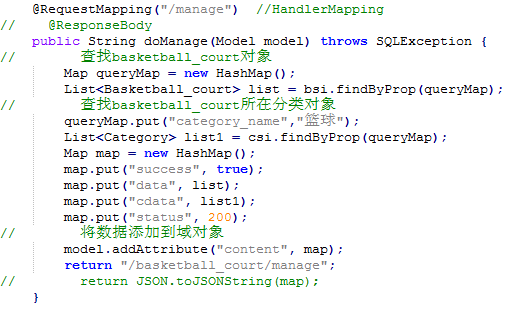 @RequestMapping("/manage")  //HandlerMapping
//    @ResponseBody
public String doManage(Model model) throws SQLException {
//        查找basketball_court对象
Map queryMap = new HashMap();
List<Basketball_court> list = bsi.findByProp(queryMap);
//        查找basketball_court所在分类对象
queryMap.put("category_name","篮球");
List<Category> list1 = csi.findByProp(queryMap);
Map map = new HashMap();
map.put("success", true);
map.put("data", list);
map.put("cdata", list1);
map.put("status", 200);
//        将数据添加到域对象
model.addAttribute("content", map);
return "/basketball_court/manage";
//        return JSON.toJSONString(map);
}